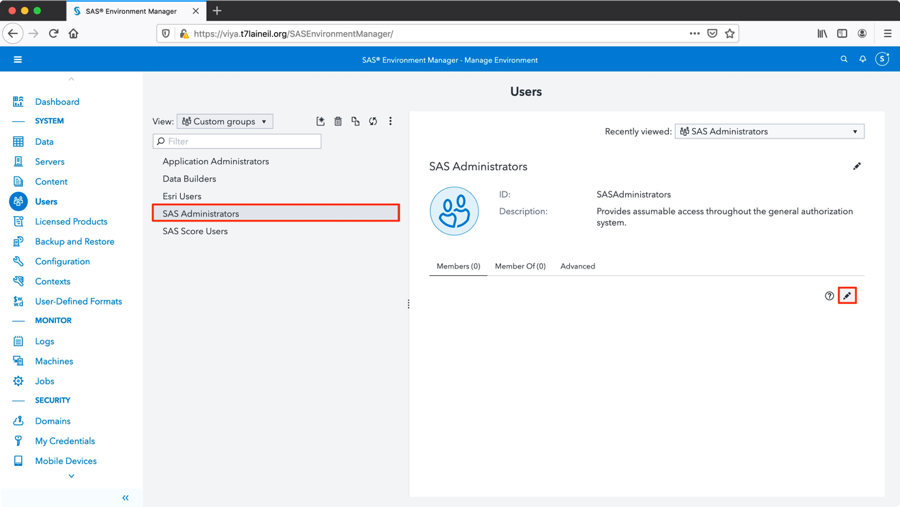 SAS® Environment Manager
https://viya.t7laineil.org/SASEnvironmentManager/
SAS® Environment Manager - Manage Environment
S
Users
Dashboard
SYSTEM
Data
Servers
Content
Users
Licensed Products
Backup and Restore
Configuration
Contexts
User-Defined Formats
MONITOR
Logs
Machines
Jobs
SECURITY
Domains
My Credentials
Mobile Devices
View: Custom groups
Filter
Application Administrators
Data Builders
Esri Users
SAS Administrators
SAS Score Users
Recently viewed: SAS Administrators
SAS Administrators
ID: SASAdministrators
Description: Provides assumable access throughout the general authorization
system.
Members (0) Member Of (0) Advanced